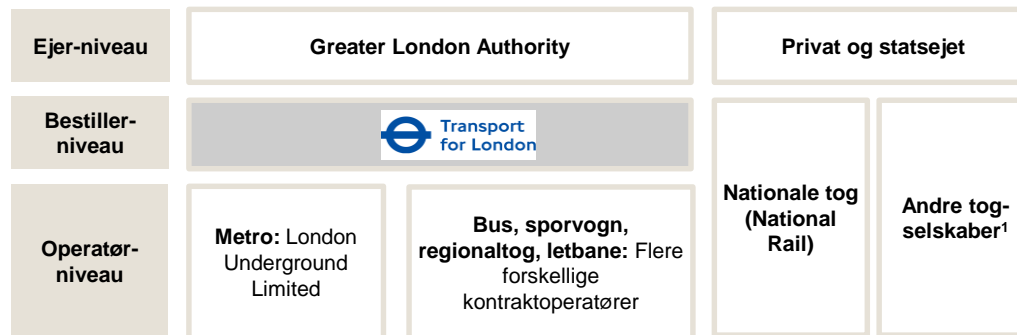 Ejer-niveau
Greater London Authority
Privat og statsejet
Bestiller-
niveau
Transport
for London
Operatør-
niveau
Metro: London
Underground
Limited
Bus, sporvogn,
regionaltog, letbane: Flere
forskellige
kontraktoperatører
Nationale tog
(National
Rail)
Andre tog-
selskaber¹